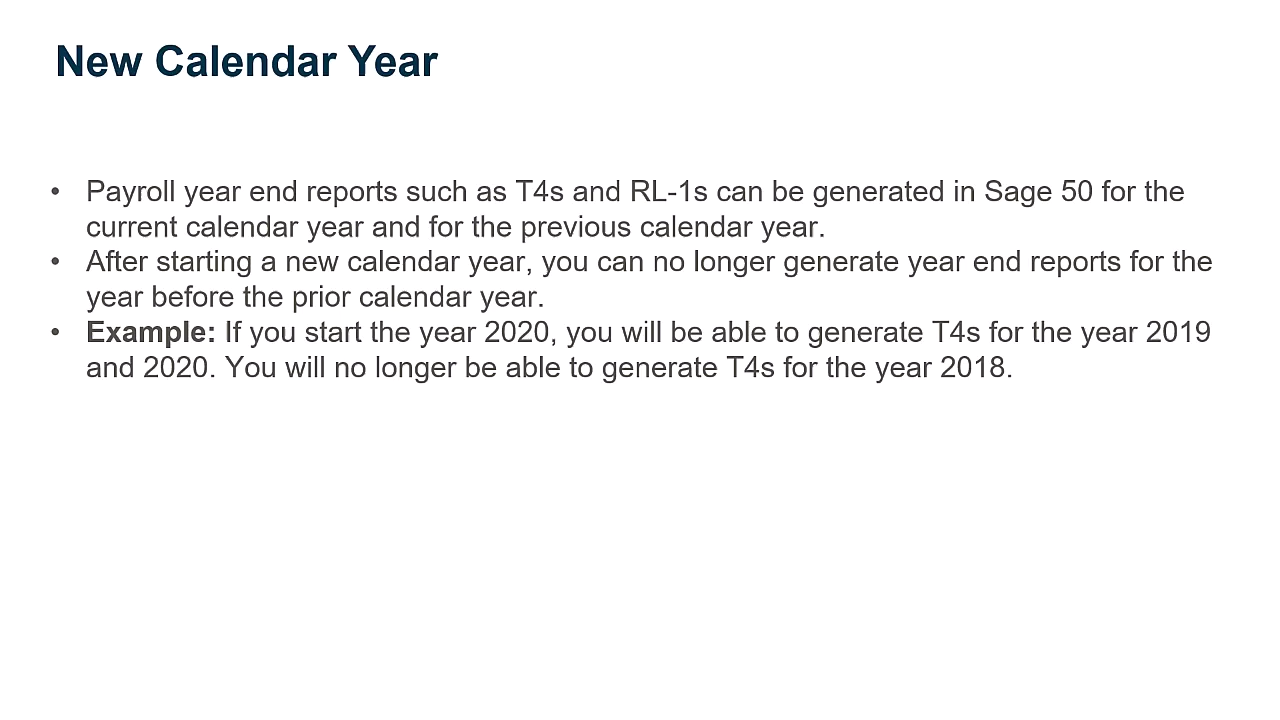 New Calendar Year
• Payroll year end reports such as T4s and RL-1s can be generated in Sage 50 for the
current calendar year and for the previous calendar year.
• After starting a new calendar year, you can no longer generate year end reports for the
year before the prior calendar year.
• Example: If you start the year 2020, you will be able to generate T4s for the year 2019
and 2020. You will no longer be able to generate T4s for the year 2018.